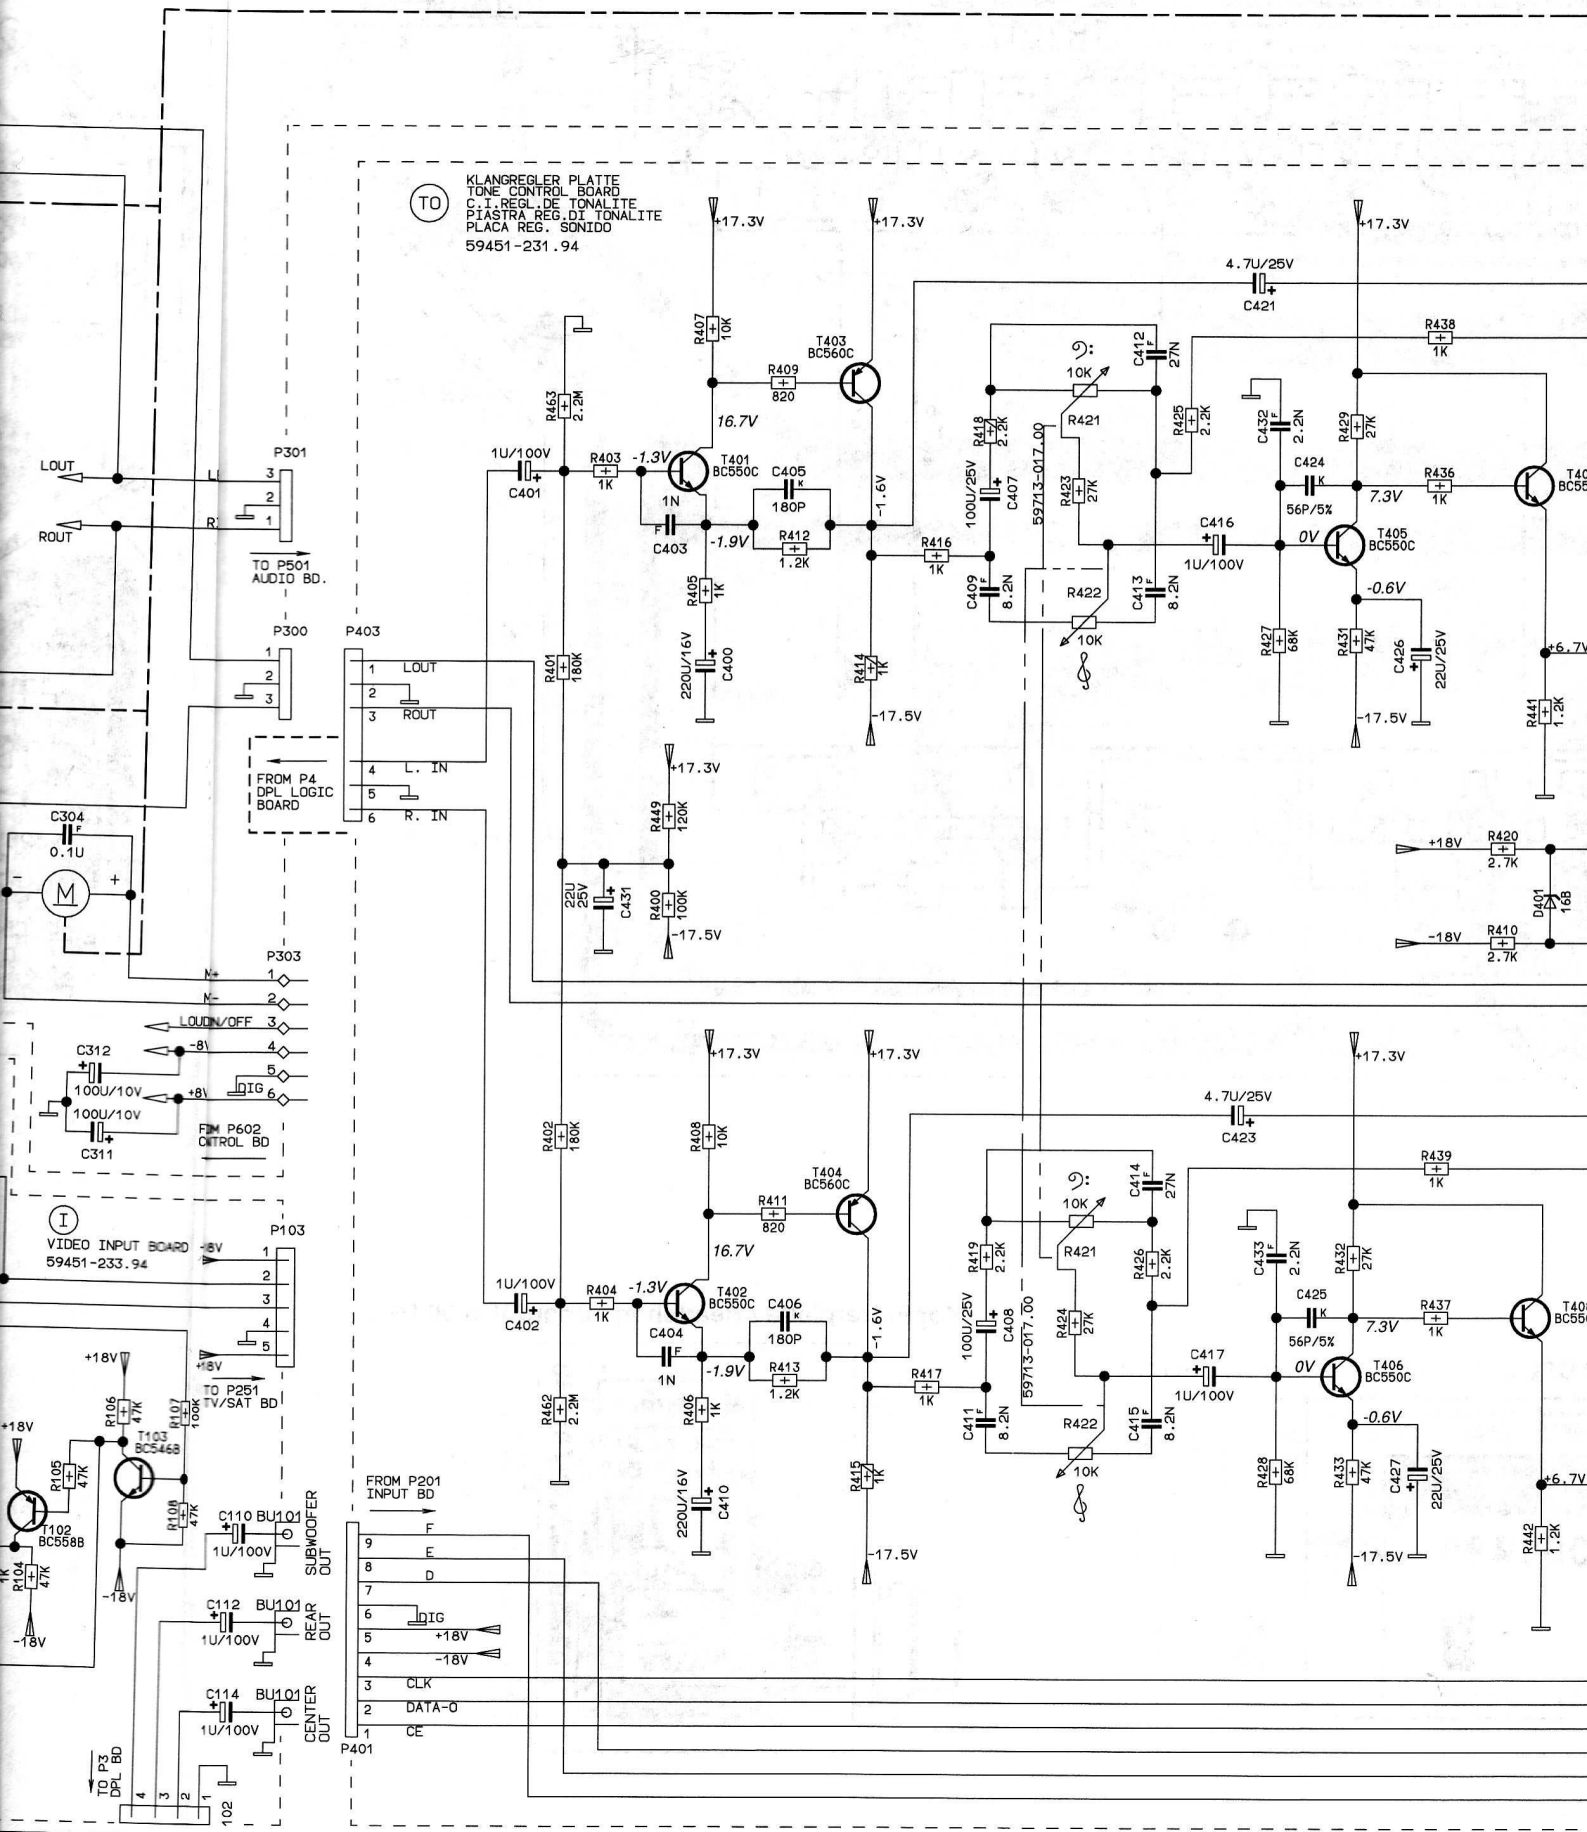 TO
KLANGREGLER PLATTE
TONE CONTROL BOARD
C.I.REGL.DE TONALITE
PIASTRA REG.DI TONALITE
PLACA REG. SONIDO
59451-231.94
+17.3V
+17.3V
+17.3V
4.7U/25V
C421
R407
10K
T403
BC560C
R409
820
16.7V
R463
2.2M
1U/100V
C401
R403
1K
-1.3V
T401
BC550C
1N
C403
F
-1.9V
C405
K
180P
R412
1.2K
-1.6V
R405
1K
220U/16V
C400
R414
1K
-17.5V
R416
1K
R418
2.2K
100U/25V
C407
C409
F
8.2N
59713-017.00
10K
R421
R423
27K
R422
10K
C412
F
27N
C413
F
8.2N
R425
2.2K
C416
1U/100V
C432
F
2.2N
C424
K
56P/5%
R429
27K
R438
1K
R436
1K
7.3V
0V
T405
BC550C
-0.6V
R427
68K
R431
47K
C426
22U/25V
-17.5V
+6.7V
R441
1.2K
LOUT
ROUT
P301
3
2
1
TO P501
AUDIO BD.
P300
1
2
3
P403
1
LOUT
2
3
ROUT
4
L. IN
5
6
R. IN
FROM P4
DPL LOGIC
BOARD
R401
180K
+17.3V
R449
120K
22U
25V
C431
R400
100K
-17.5V
C304
F
0.1U
-
M
+
+18V
R420
2.7K
D401
16B
-18V
R410
2.7K
P303
M+
1
M-
2
3
4
5
DIG
6
C312
100U/10V
100U/10V
C311
+17.3V
+17.3V
+17.3V
4.7U/25V
C423
R402
180K
R408
10K
T404
BC560C
R411
820
16.7V
1U/100V
C402
R404
1K
-1.3V
T402
BC550C
C404
F
1N
-1.9V
C406
K
180P
R413
1.2K
-1.6V
R406
1K
220U/16V
C410
R415
1K
-17.5V
R462
2.2M
R417
1K
R419
2.2K
100U/25V
C408
C411
F
8.2N
59713-017.00
10K
R421
R424
27K
R422
10K
C414
F
27N
R426
2.2K
C415
F
8.2N
C417
1U/100V
C433
F
2.2N
C425
K
56P/5%
R432
27K
R439
1K
R437
1K
7.3V
0V
T406
BC550C
-0.6V
R428
68K
R433
47K
C427
22U/25V
-17.5V
+6.7V
R442
1.2K
I
VIDEO INPUT BOARD
59451-233.94
P103
1
2
3
4
5
+18V
TO P251
TV/SAT BD
+18V
+18V
R106
47K
R107
100K
T103
BC546B
R105
47K
R108
47K
T102
BC558B
R104
47K
1K
-18V
-18V
C110
1U/100V
BU101
SUBWOOFER
OUT
C112
1U/100V
BU101
REAR
OUT
C114
1U/100V
BU101
CENTER
OUT
TO P3
DPL BD
4
3
2
1
102
FROM P201
INPUT BD
9
F
8
E
7
D
6
DIG
5
+18V
4
-18V
3
CLK
2
DATA-O
1
CE
P401